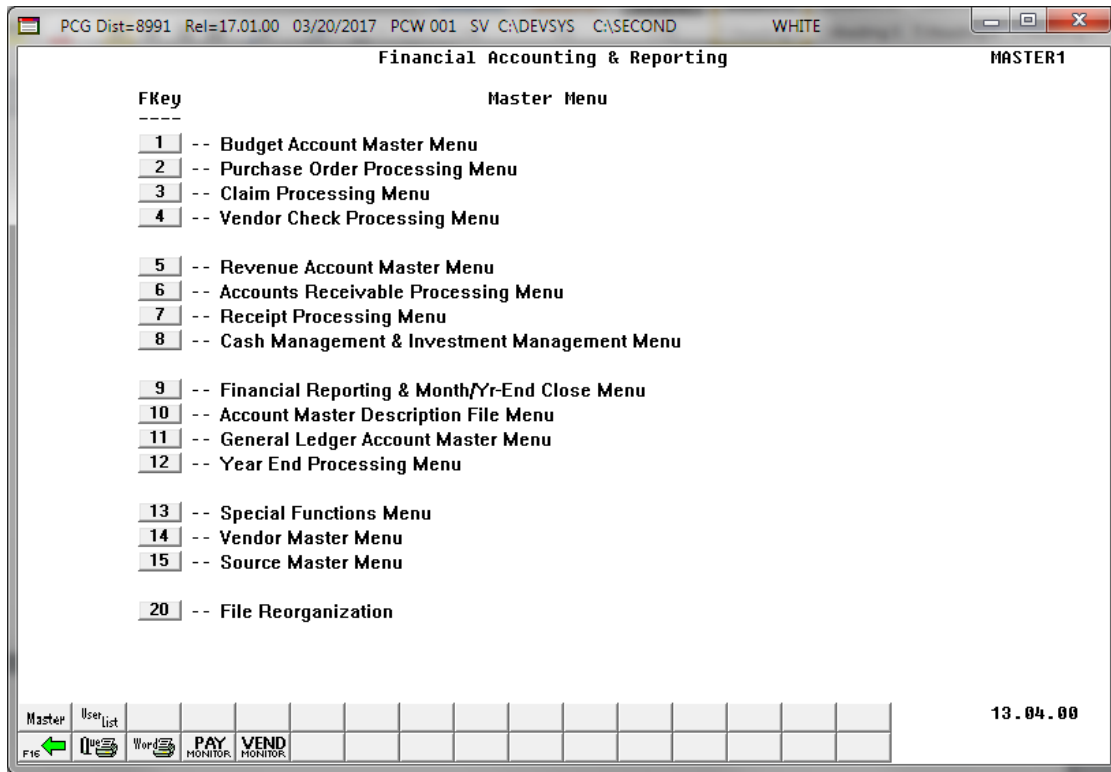 PCG Dist=8991 Rel=17.01.00 03/20/2017 PCW 001 SV C:\DEVSYS C:\SECOND WHITE
Financial Accounting & Reporting MASTER1
FKey Master Menu
----
1 -- Budget Account Master Menu
2 -- Purchase Order Processing Menu
3 -- Claim Processing Menu
4 -- Vendor Check Processing Menu
5 -- Revenue Account Master Menu
6 -- Accounts Receivable Processing Menu
7 -- Receipt Processing Menu
8 -- Cash Management & Investment Management Menu
9 -- Financial Reporting & Month/Yr-End Close Menu
10 -- Account Master Description File Menu
11 -- General Ledger Account Master Menu
12 -- Year End Processing Menu
13 -- Special Functions Menu
14 -- Vendor Master Menu
15 -- Source Master Menu
20 -- File Reorganization
Master User List 13.04.00
F16 Que Word PAY MONITOR VEND MONITOR